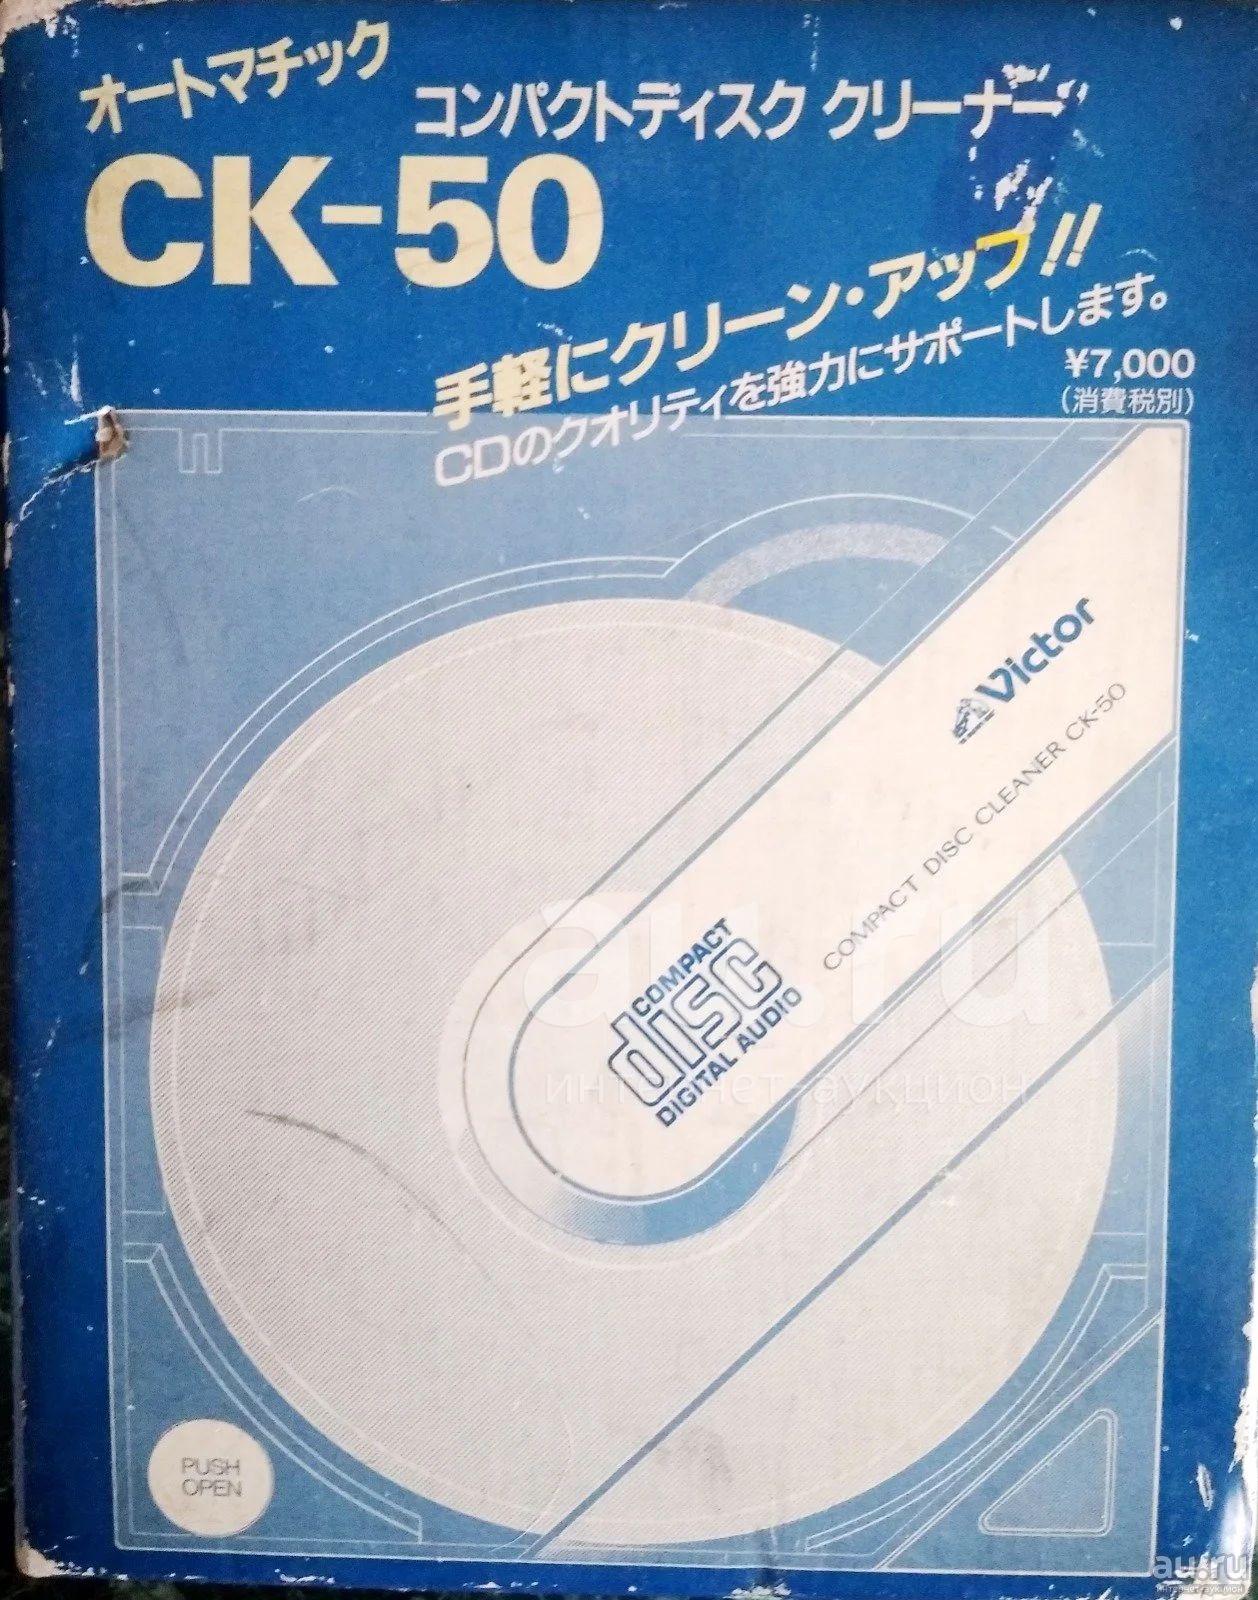 オートマチック
コンパクトディスク クリーナー
CK-50
手軽にクリーン・アップ!!
CDのクオリティを強力にサポートします。
¥7,000
(消費税別)
Victor
COMPACT DISC CLEANER CK-50
COMPACT
disc
DIGITAL AUDIO
au.ru
интернет-аукцион
PUSH
OPEN
au.ru
интернет-аукцион